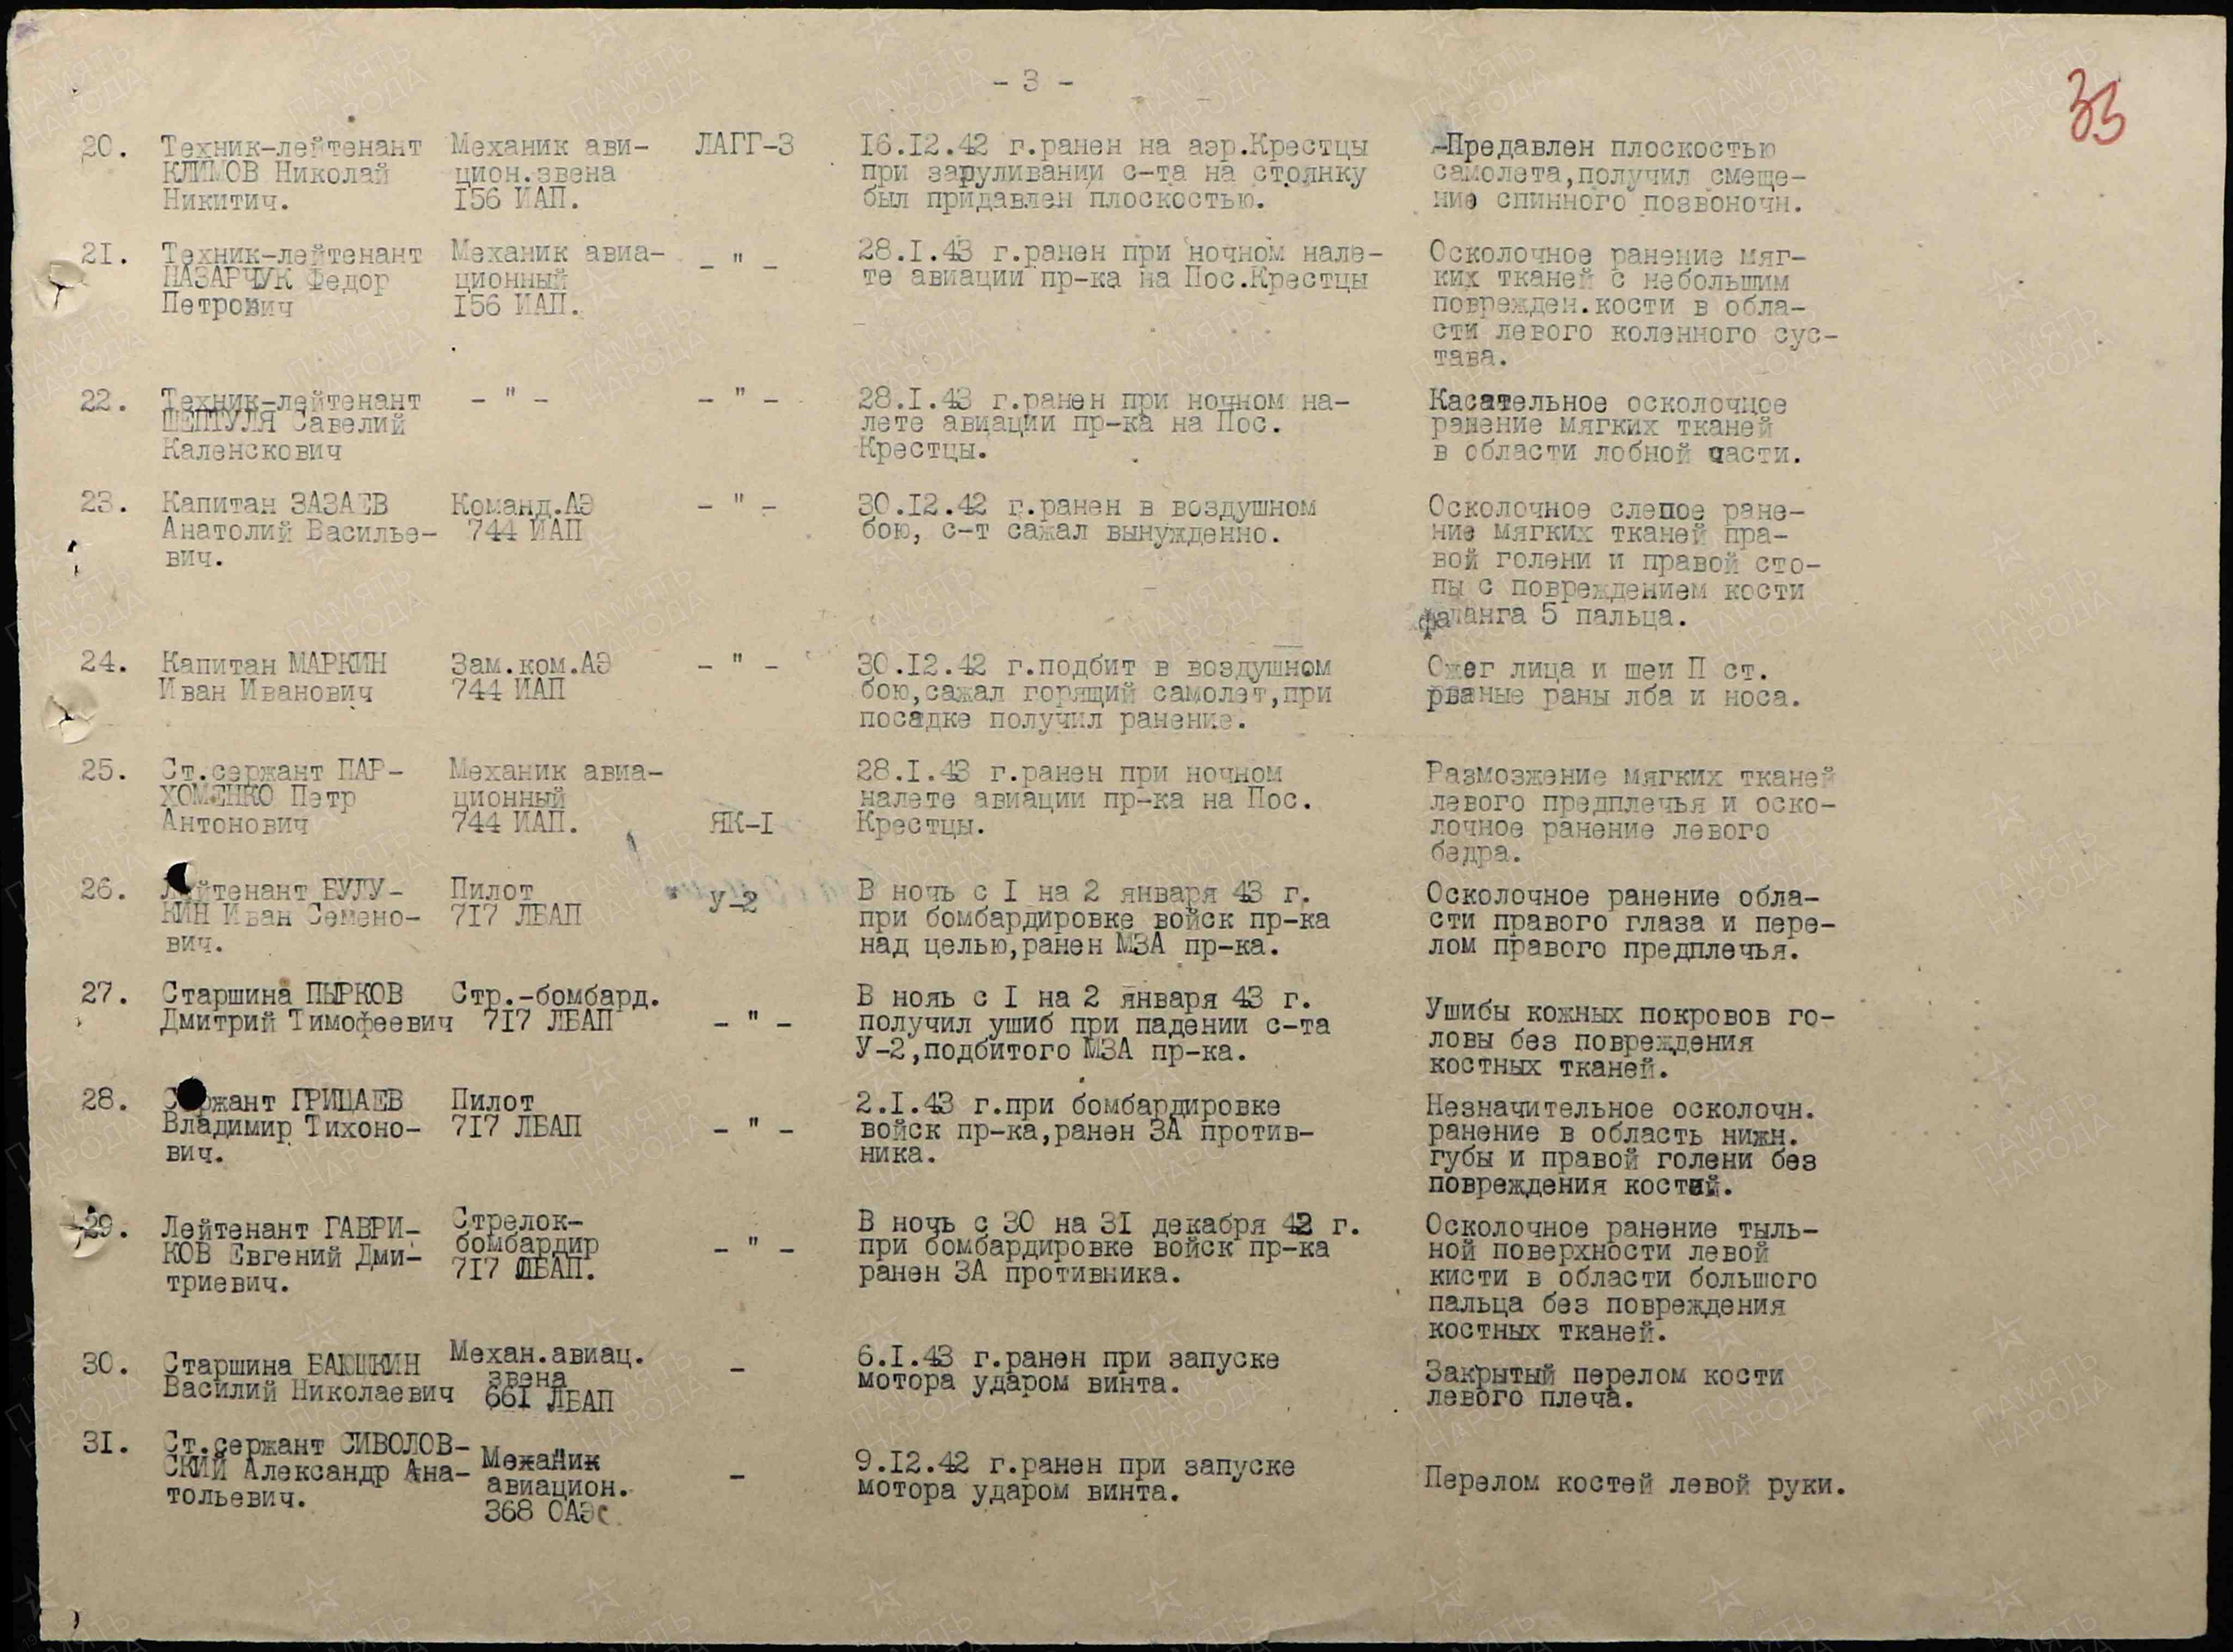 - 3 -
33
20. Техник-лейтенант Механик ави- ЛАГГ-3 16.12.42 г.ранен на аэр.Крестцы -Предавлен плоскостью
КЛИМОВ Николай цион.звена при заруливании с-та на стоянку самолета,получил смеще-
Никитич. 156 ИАП. был придавлен плоскостью. ние спинного позвоночн.
21. Техник-лейтенант Механик авиа- - " - 28.1.43 г.ранен при ночном нале- Осколочное ранение мяг-
НАЗАРЧУК Федор ционный те авиации пр-ка на Пос.Крестцы ких тканей с небольшим
Петрович 156 ИАП. поврежден.кости в обла-
сти левого коленного сус-
тава.
22. Техник-лейтенант - " - - " - 28.1.43 г.ранен при ночном на- Касательное осколочное
ШЕПТУЛЯ Савелий лете авиации пр-ка на Пос. ранение мягких тканей
Каленскович Крестцы. в области лобной части.
23. Капитан ЗАЗАЕВ Команд.АЭ - " - 30.12.42 г.ранен в воздушном Осколочное слепое ране-
Анатолий Василье- 744 ИАП бою, с-т сажал вынужденно. ние мягких тканей пра-
вич. вой голени и правой сто-
пы с повреждением кости
фаланга 5 пальца.
24. Капитан МАРКИН Зам.ком.АЭ - " - 30.12.42 г.подбит в воздушном Ожег лица и шеи П ст.
Иван Иванович 744 ИАП бою,сажал горящий самолет,при рваные раны лба и носа.
посадке получил ранение.
25. Ст.сержант ПАР- Механик авиа- 28.1.43 г.ранен при ночном Размозжение мягких тканей
ХОМЕНКО Петр ционный налете авиации пр-ка на Пос. левого предплечья и оско-
Антонович 744 ИАП. ЯК-1 Крестцы. лочное ранение левого
бедра.
26. Лейтенант БУЛУ- Пилот У-2 В ночь с 1 на 2 января 43 г. Осколочное ранение обла-
КИН Иван Семено- 717 ЛБАП при бомбардировке войск пр-ка сти правого глаза и пере-
вич. над целью,ранен МЗА пр-ка. лом правого предплечья.
27. Старшина ПЫРКОВ Стр.-бомбард. В нояь с 1 на 2 января 43 г. Ушибы кожных покровов го-
Дмитрий Тимофеевич 717 ЛБАП - " - получил ушиб при падении с-та ловы без повреждения
У-2,подбитого МЗА пр-ка. костных тканей.
28. Сержант ГРИЦАЕВ Пилот 2.1.43 г.при бомбардировке Незначительное осколочн.
Владимир Тихоно- 717 ЛБАП - " - войск пр-ка,ранен ЗА против- ранение в область нижн.
вич. ника. губы и правой голени без
повреждения костей.
29. Лейтенант ГАВРИ- Стрелок- В ночь с 30 на 31 декабря 42 г. Осколочное ранение тыль-
КОВ Евгений Дми- бомбардир - " - при бомбардировке войск пр-ка ной поверхности левой
триевич. 717 ЛБАП. ранен ЗА противника. кисти в области большого
пальца без повреждения
костных тканей.
30. Старшина БАЮШКИН Механ.авиац. - 6.1.43 г.ранен при запуске Закрытый перелом кости
Василий Николаевич звена мотора ударом винта. левого плеча.
661 ЛБАП
31. Ст.сержант СИВОЛОВ- Механик - 9.12.42 г.ранен при запуске Перелом костей левой руки.
СКИЙ Александр Ана- авиацион. мотора ударом винта.
тольевич. 368 ОАЭс.
ПАМЯТЬ НАРОДА